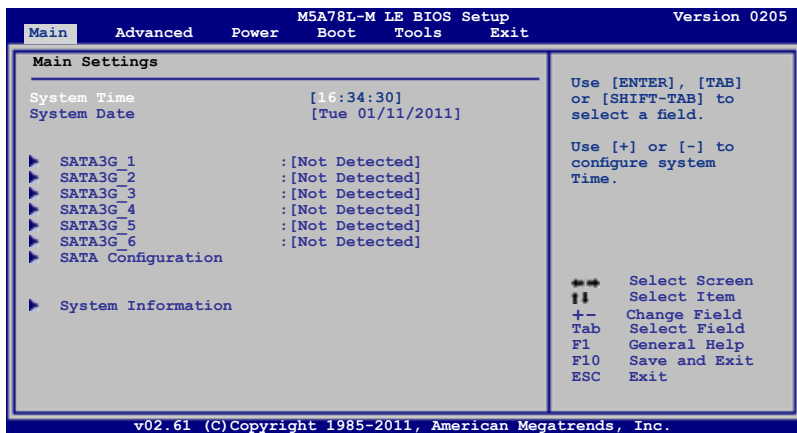 M5A78L-M LE BIOS Setup Version 0205
Main Advanced Power Boot Tools Exit
Main Settings
System Time [16:34:30]
System Date [Tue 01/11/2011]
SATA3G_1 :[Not Detected]
SATA3G_2 :[Not Detected]
SATA3G_3 :[Not Detected]
SATA3G_4 :[Not Detected]
SATA3G_5 :[Not Detected]
SATA3G_6 :[Not Detected]
SATA Configuration
System Information
Use [ENTER], [TAB]
or [SHIFT-TAB] to
select a field.
Use [+] or [-] to
configure system
Time.
Select Screen
Select Item
+- Change Field
Tab Select Field
F1 General Help
F10 Save and Exit
ESC Exit
v02.61 (C)Copyright 1985-2011, American Megatrends, Inc.